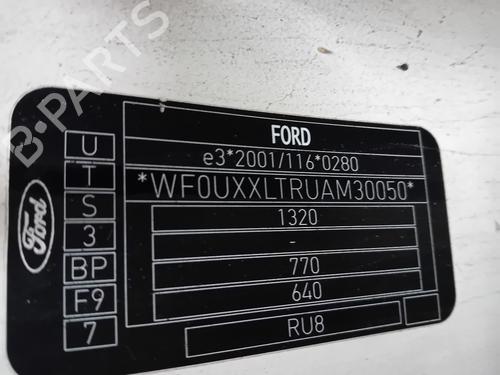 B-PARTS
FORD
e3*2001/116*0280
*WF0UXXLTRUAM30050*
1320
-
770
640
RU8
U
T
S
3
BP
F9
7
Ford